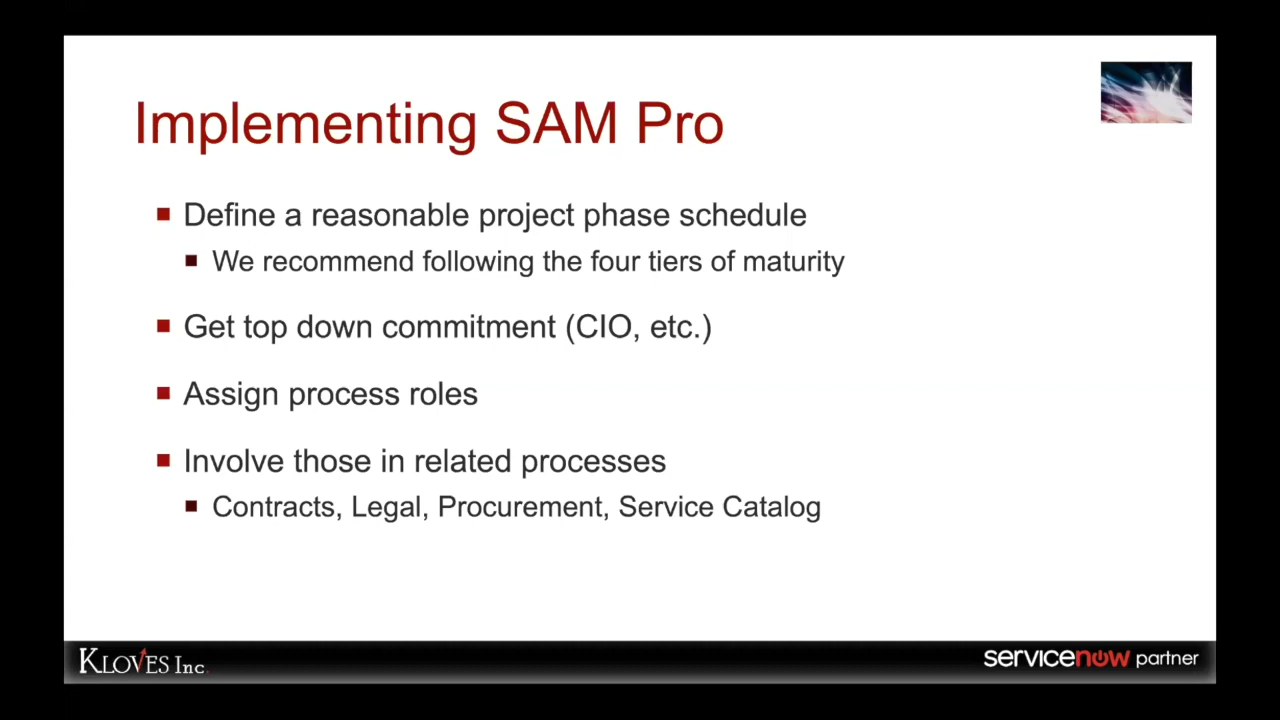 Implementing SAM Pro
Define a reasonable project phase schedule
We recommend following the four tiers of maturity
Get top down commitment (CIO, etc.)
Assign process roles
Involve those in related processes
Contracts, Legal, Procurement, Service Catalog
KLOVES INC.
servicenow partner